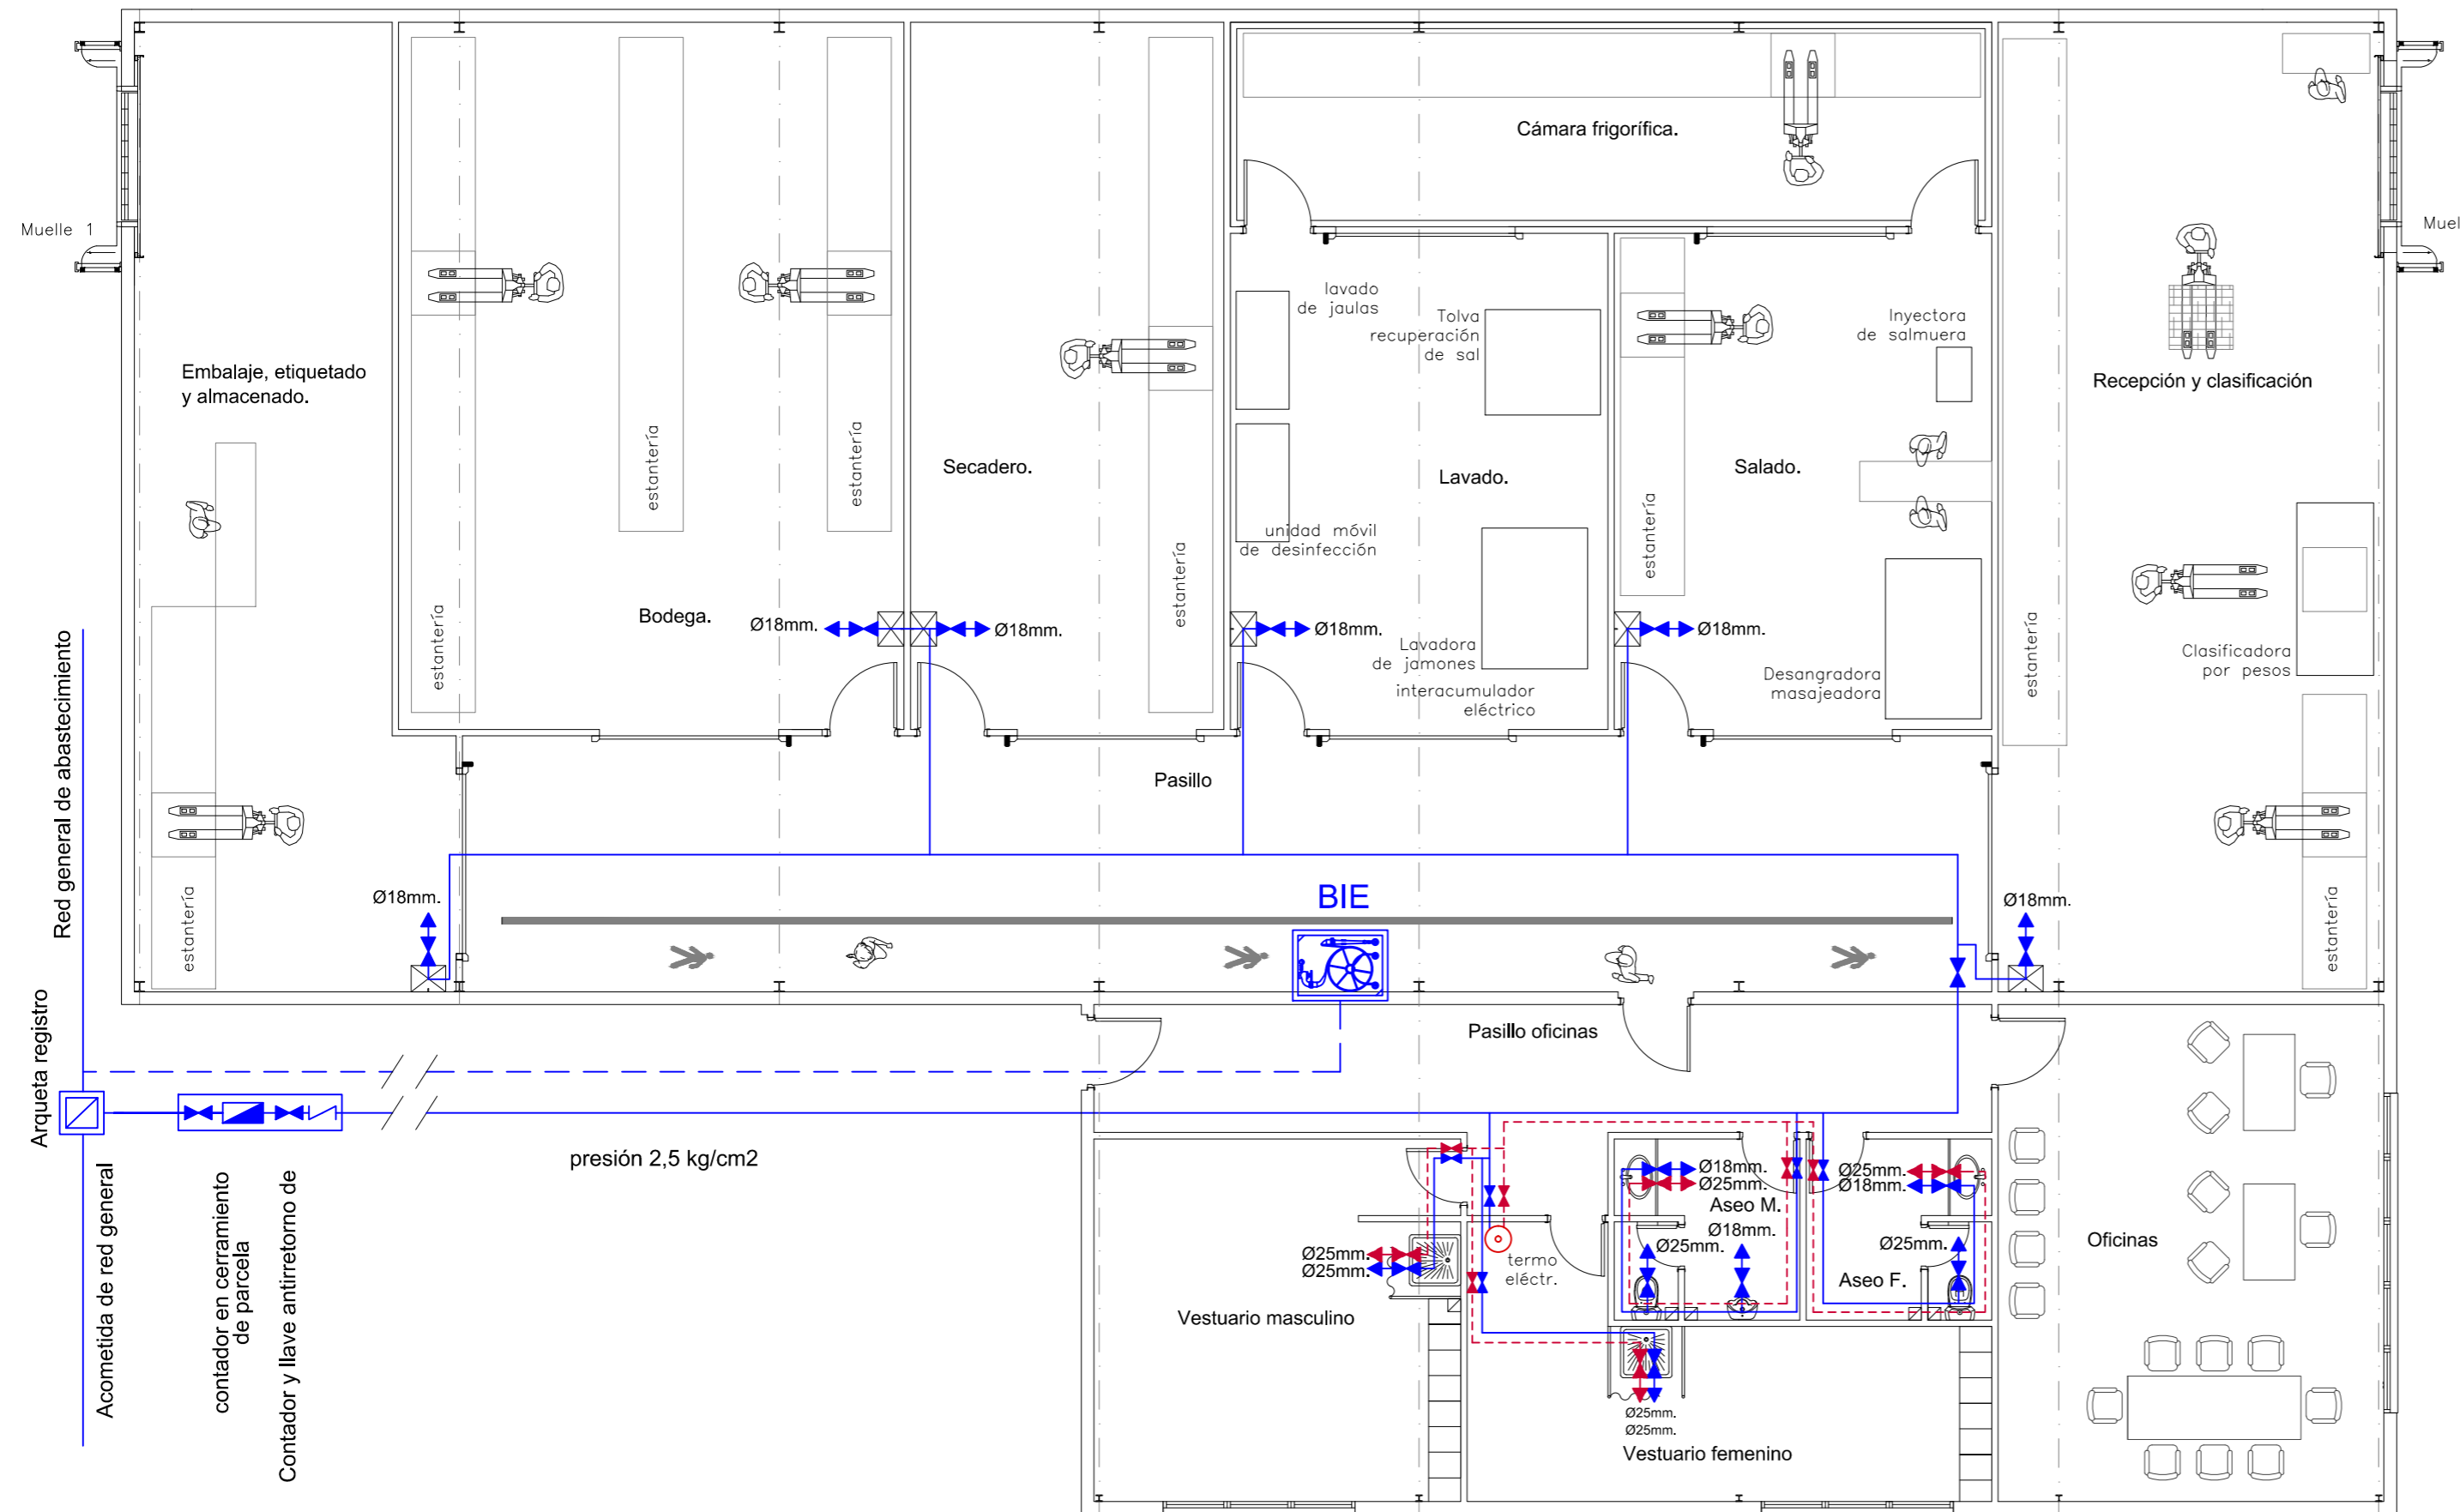 Cámara frigorífica.
Muelle 1
Muel
lavado
de jaulas
Tolva
recuperación
de sal
Inyectora
de salmuera
Embalaje, etiquetado
y almacenado.
Recepción y clasificación
estantería
estantería
Secadero.
Lavado.
Salado.
estantería
unidad móvil
de desinfección
estantería
Bodega.
Ø18mm.
Ø18mm.
Ø18mm.
Ø18mm.
estantería
estantería
Lavadora
de jamones
interacumulador
eléctrico
Desangradora
masajeadora
Clasificadora
por pesos
Red general de abastecimiento
Pasillo
BIE
Ø18mm.
Ø18mm.
estantería
estantería
Arqueta registro
Pasillo oficinas
presión 2,5 kg/cm2
Acometida de red general
contador en cerramiento
de parcela
Contador y llave antirretorno de
Ø18mm.
Ø25mm.
Aseo M.
Ø18mm.
Ø25mm.
Ø25mm.
Ø18mm.
Ø25mm.
Aseo F.
Ø25mm.
Ø25mm.
termo
eléctr.
Oficinas
Vestuario masculino
Ø25mm.
Ø25mm.
Vestuario femenino